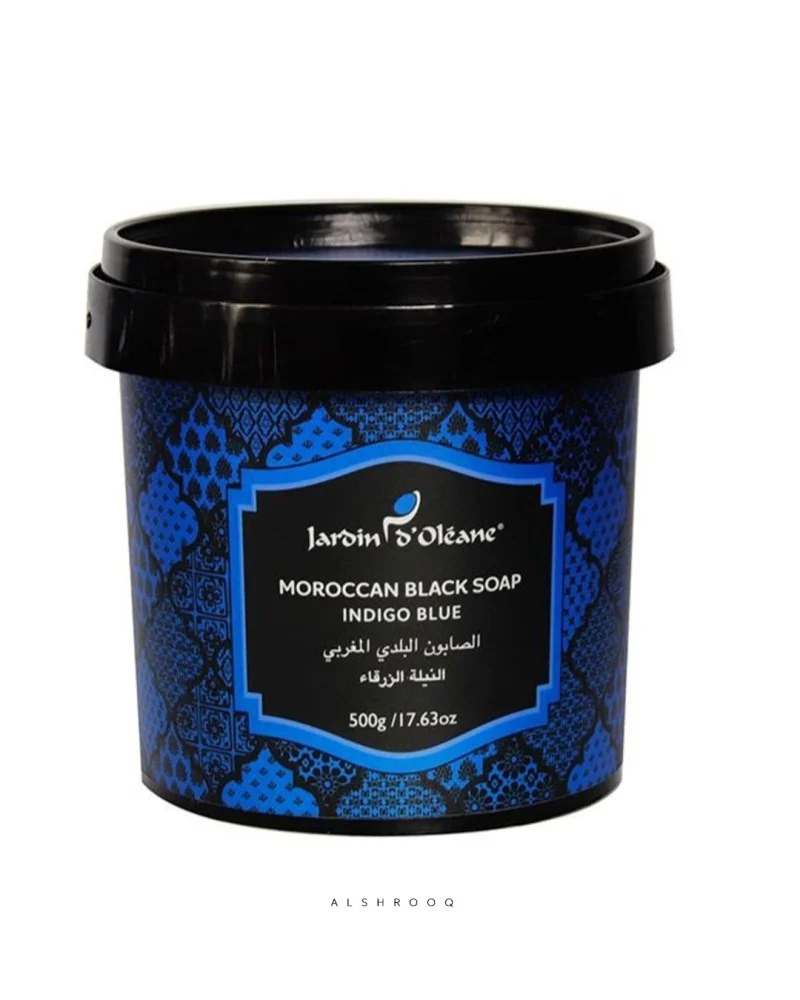 Jardin d'Oléane®
MOROCCAN BLACK SOAP
INDIGO BLUE
الصابون البلدي المغربي
النيلة الزرقاء
500g /17.63oz
ALSHROOQ